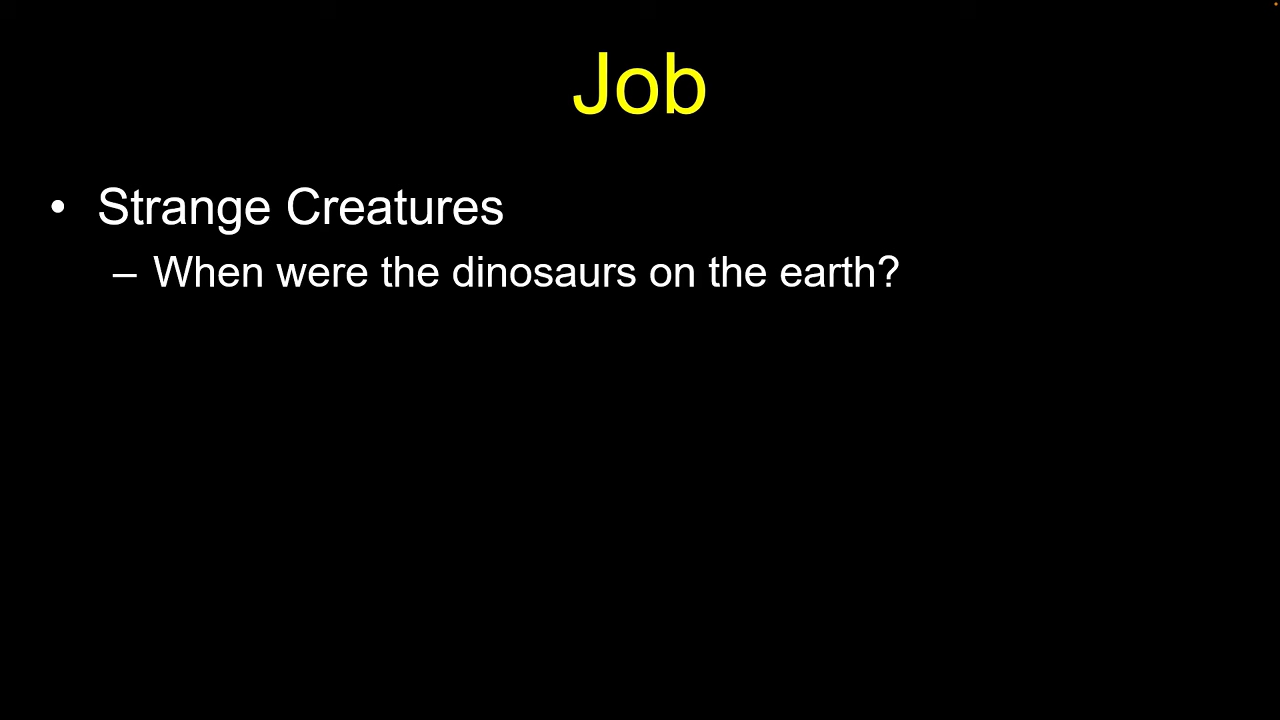 Job
• Strange Creatures
– When were the dinosaurs on the earth?